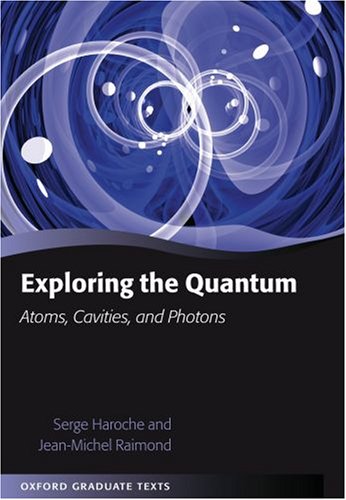 Exploring the Quantum
Atoms, Cavities, and Photons
Serge Haroche and
Jean-Michel Raimond
OXFORD GRADUATE TEXTS